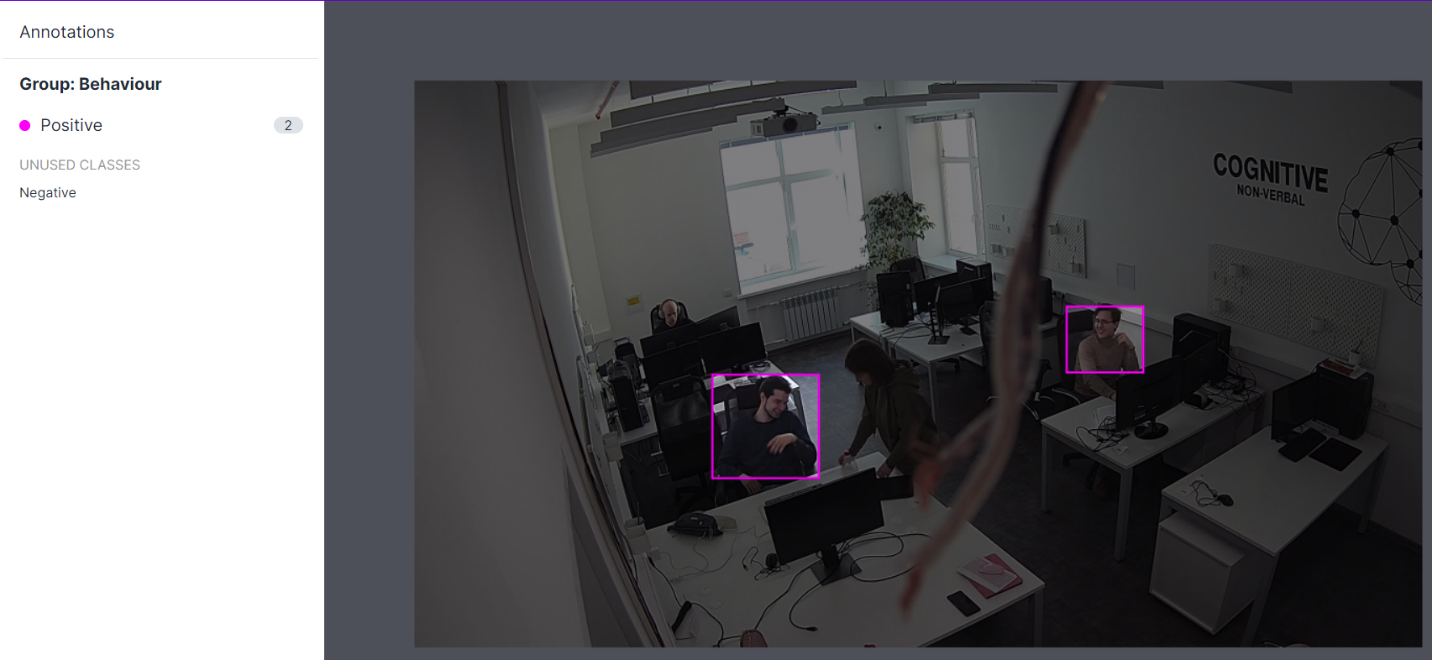 Annotations
Group: Behaviour
Positive 2
UNUSED CLASSES
Negative
COGNITIVE
NON-VERBAL